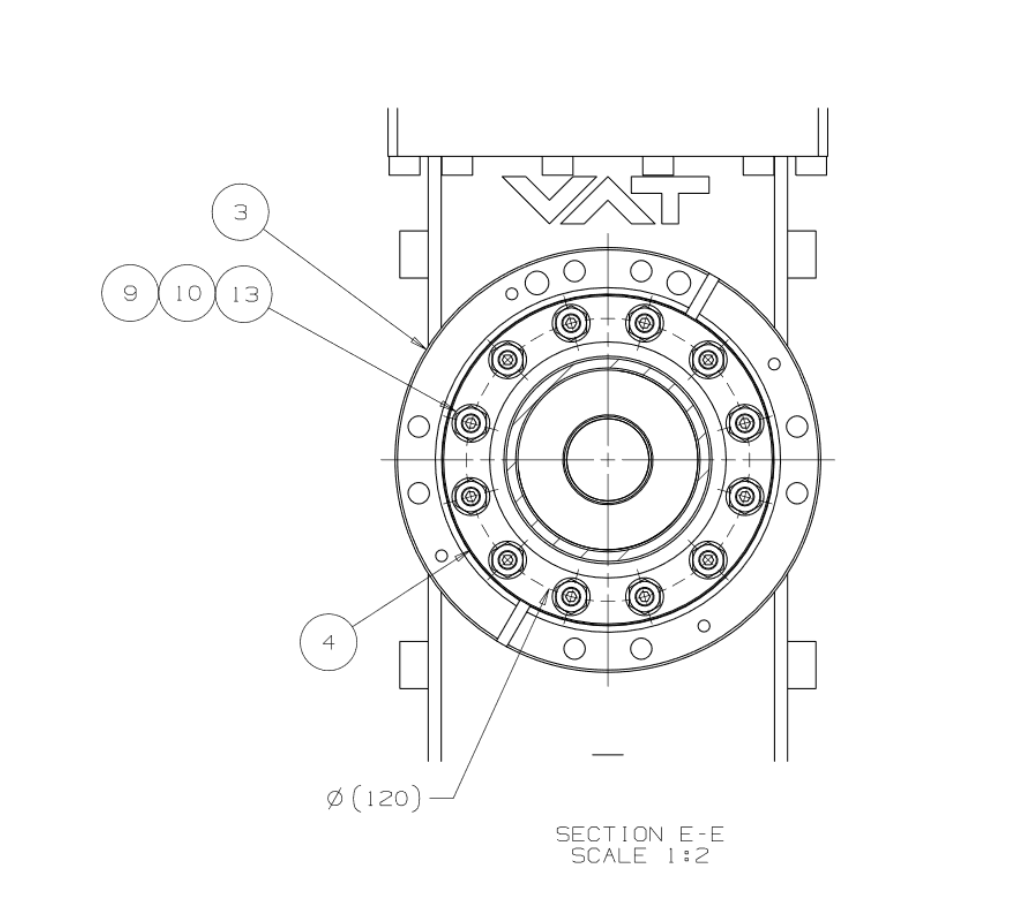 VAT
3
9 10 13
4
Ø(120)
SECTION E-E
SCALE 1:2